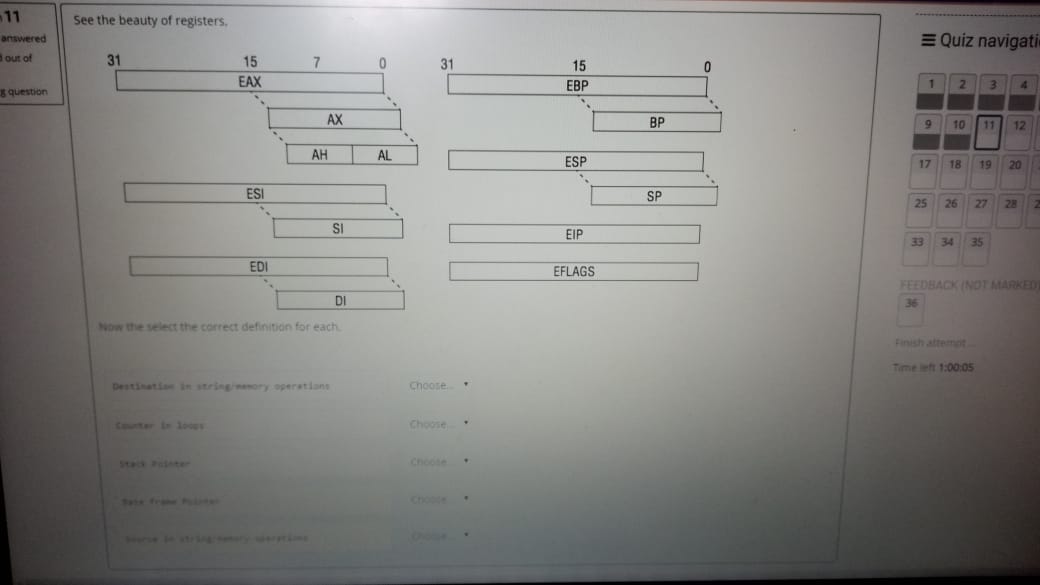 11
answered
out of
question
See the beauty of registers.
31 15 7 0
EAX
AX
AH AL
ESI
SI
EDI
DI
31 15 0
EBP
BP
ESP
SP
EIP
EFLAGS
Now the select the correct definition for each.
Destination in string/memory operations Choose...
Counter in loops Choose...
Stack Pointer Choose...
Base frame Pointer Choose...
Source in string/memory operations Choose...
Quiz navigati
1 2 3 4
9 10 11 12
17 18 19 20
25 26 27 28 2
33 34 35
FEEDBACK (NOT MARKED)
36
Finish attempt ...
Time left 1:00:05